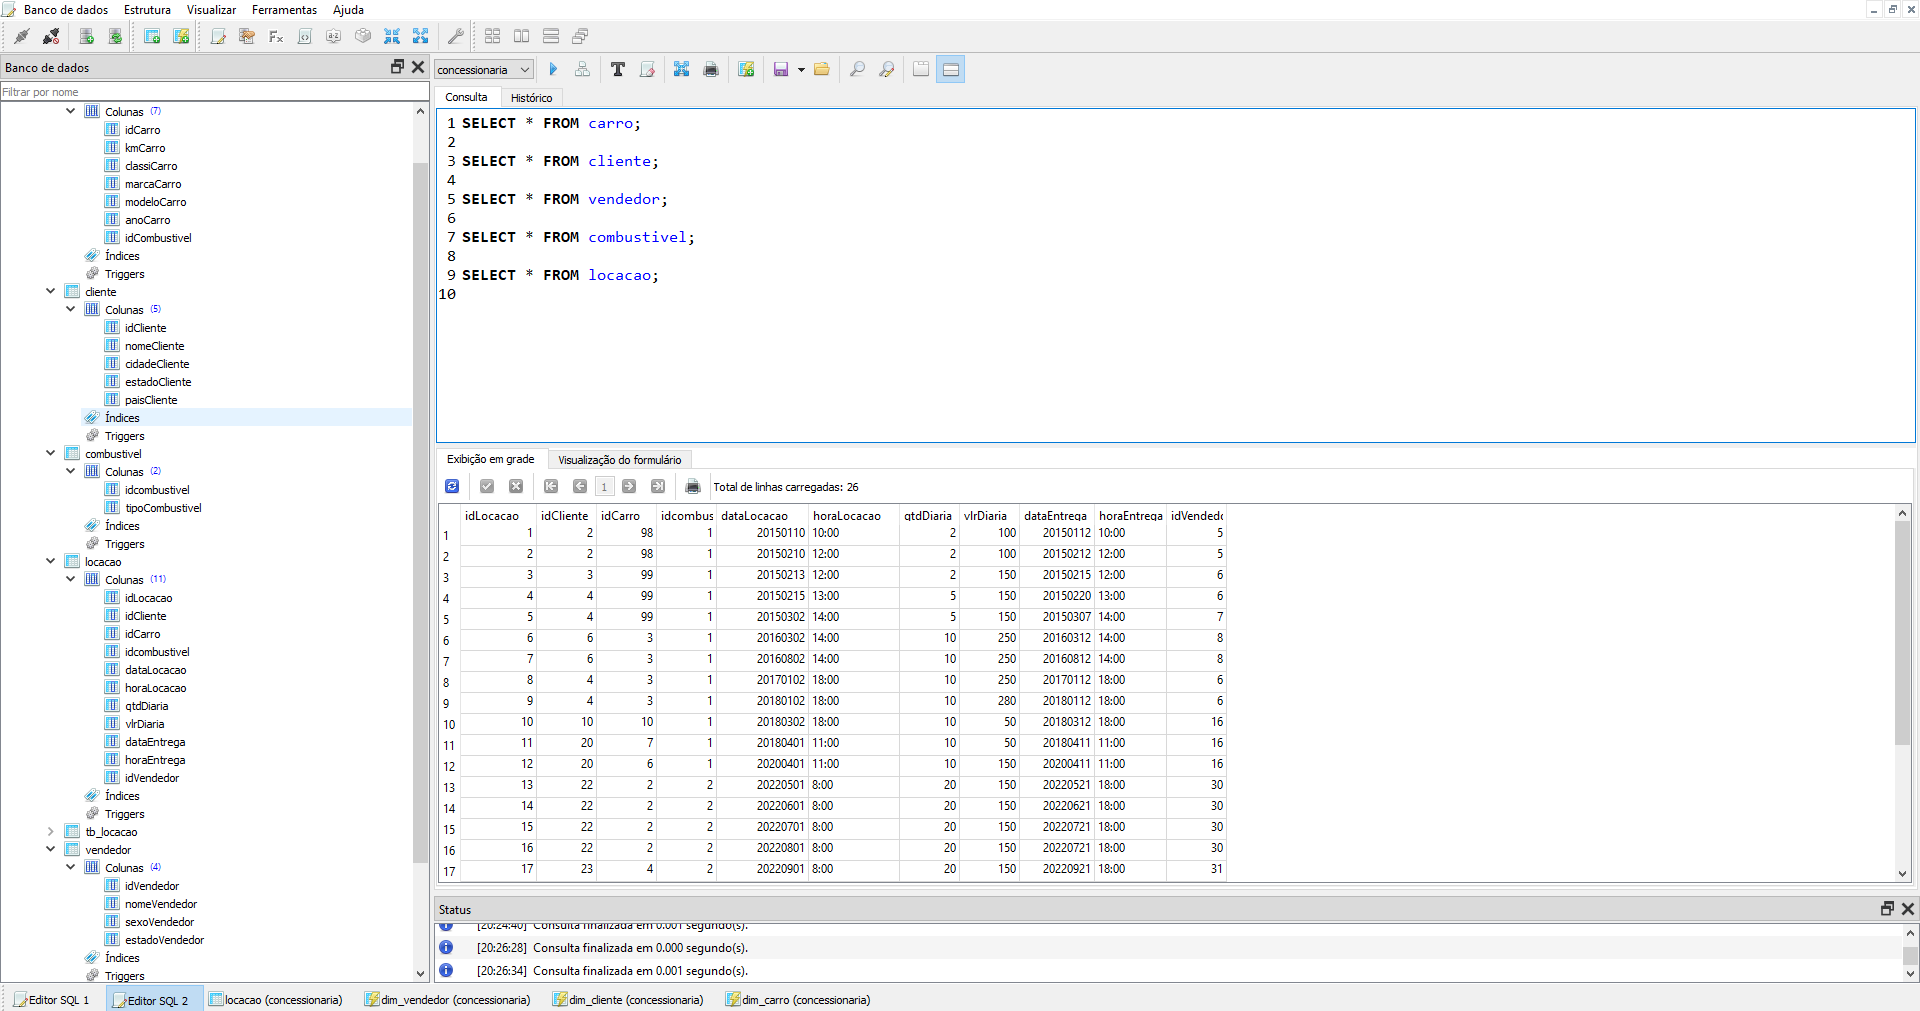 Banco de dados Estrutura Visualizar Ferramentas Ajuda
Banco de dados
Filtrar por nome
Colunas (7)
idCarro
kmCarro
classiCarro
marcaCarro
modeloCarro
anoCarro
idCombustivel
Índices
Triggers
cliente
Colunas (5)
idCliente
nomeCliente
cidadeCliente
estadoCliente
paisCliente
Índices
Triggers
combustivel
Colunas (2)
idcombustivel
tipoCombustivel
Índices
Triggers
locacao
Colunas (11)
idLocacao
idCliente
idCarro
idcombustivel
dataLocacao
horaLocacao
qtdDiaria
vlrDiaria
dataEntrega
horaEntrega
idVendedor
Índices
Triggers
tb_locacao
vendedor
Colunas (4)
idVendedor
nomeVendedor
sexoVendedor
estadoVendedor
Índices
Triggers
concessionaria
Consulta Histórico
1 SELECT * FROM carro;
2
3 SELECT * FROM cliente;
4
5 SELECT * FROM vendedor;
6
7 SELECT * FROM combustivel;
8
9 SELECT * FROM locacao;
10
Exibição em grade Visualização do formulário
1 Total de linhas carregadas: 26
idLocacao idCliente idCarro idcombus dataLocacao horaLocacao qtdDiaria vlrDiaria dataEntrega horaEntrega idVended
1 1 2 98 1 20150110 10:00 2 100 20150112 10:00 5
2 2 2 98 1 20150210 12:00 2 100 20150212 12:00 5
3 3 3 99 1 20150213 12:00 2 150 20150215 12:00 6
4 4 4 99 1 20150215 13:00 5 150 20150220 13:00 6
5 5 4 99 1 20150302 14:00 5 150 20150307 14:00 7
6 6 6 3 1 20160302 14:00 10 250 20160312 14:00 8
7 7 6 3 1 20160802 14:00 10 250 20160812 14:00 8
8 8 4 3 1 20170102 18:00 10 250 20170112 18:00 6
9 9 4 3 1 20180102 18:00 10 280 20180112 18:00 6
10 10 10 10 1 20180302 18:00 10 50 20180312 18:00 16
11 11 20 7 1 20180401 11:00 10 50 20180411 11:00 16
12 12 20 6 1 20200401 11:00 10 150 20200411 11:00 16
13 13 22 2 2 20220501 8:00 20 150 20220521 18:00 30
14 14 22 2 2 20220601 8:00 20 150 20220621 18:00 30
15 15 22 2 2 20220701 8:00 20 150 20220721 18:00 30
16 16 22 2 2 20220801 8:00 20 150 20220721 18:00 30
17 17 23 4 2 20220901 8:00 20 150 20220921 18:00 31
Status
[20:24:40] Consulta finalizada em 0.001 segundo(s).
[20:26:28] Consulta finalizada em 0.000 segundo(s).
[20:26:34] Consulta finalizada em 0.001 segundo(s).
Editor SQL 1 Editor SQL 2 locacao (concessionaria) dim_vendedor (concessionaria) dim_cliente (concessionaria) dim_carro (concessionaria)